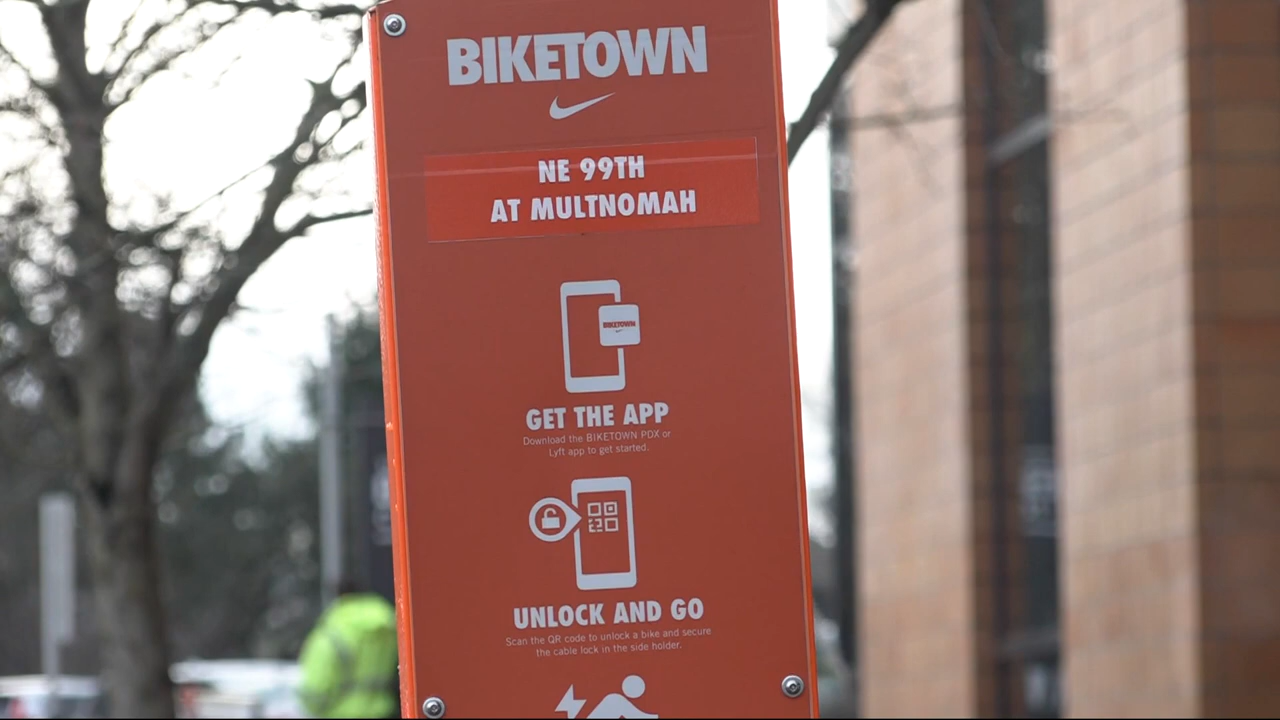 BIKETOWN
NE 99TH
AT MULTNOMAH
BIKETOWN
GET THE APP
Download the BIKETOWN PDX or
Lyft app to get started.
UNLOCK AND GO
Scan the QR code to unlock a bike and secure
the cable lock in the side holder.